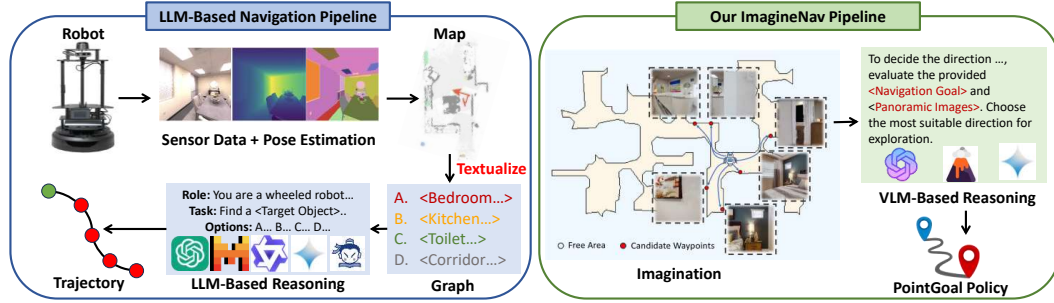 LLM-Based Navigation Pipeline
Robot
Map
Sensor Data + Pose Estimation
Textualize
Role: You are a wheeled robot...
Task: Find a <Target Object>..
Options: A... B... C... D...
A. <Bedroom...>
B. <Kitchen...>
C. <Toilet...>
D. <Corridor...>
Trajectory
LLM-Based Reasoning
Graph
Our ImagineNav Pipeline
To decide the direction ...,
evaluate the provided
<Navigation Goal> and
<Panoramic Images>. Choose
the most suitable direction for
exploration.
VLM-Based Reasoning
Free Area
Candidate Waypoints
Imagination
PointGoal Policy